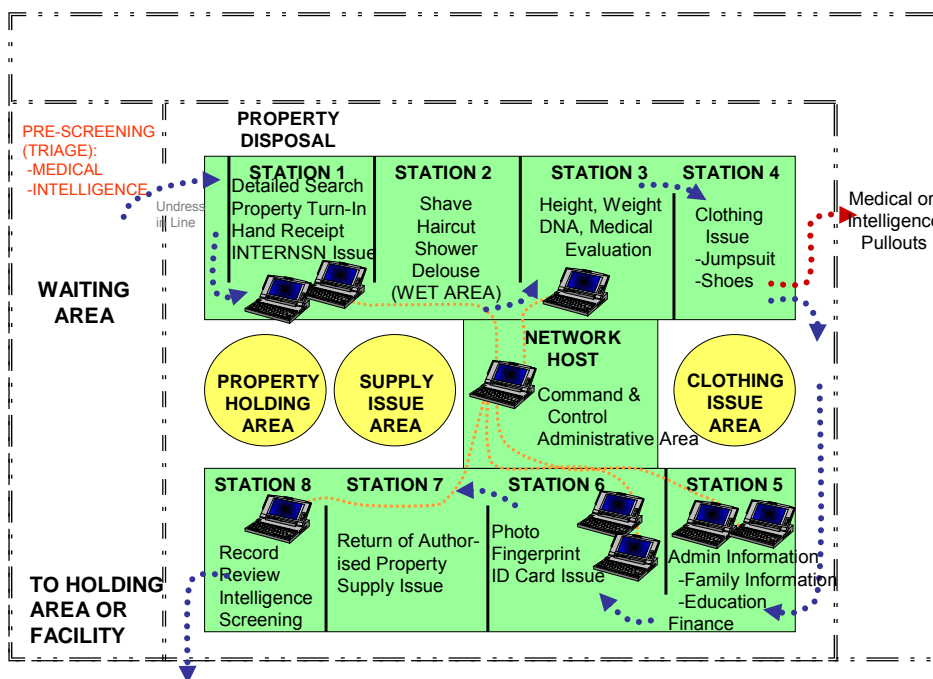 PROPERTY
DISPOSAL
PRE-SCREENING
(TRIAGE):
-MEDICAL
-INTELLIGENCE
Undress
in Line
WAITING
AREA
STATION 1
Detailed Search
Property Turn-In
Hand Receipt
INTERNSN Issue
STATION 2
Shave
Haircut
Shower
Delouse
(WET AREA)
STATION 3
Height, Weight
DNA, Medical
Evaluation
STATION 4
Clothing
Issue
-Jumpsuit
-Shoes
Medical or
Intelligence
Pullouts
PROPERTY
HOLDING
AREA
SUPPLY
ISSUE
AREA
NETWORK
HOST
Command &
Control
Administrative Area
CLOTHING
ISSUE
AREA
STATION 8
Record
Review
Intelligence
Screening
STATION 7
Return of Author-
ised Property
Supply Issue
STATION 6
Photo
Fingerprint
ID Card Issue
STATION 5
Admin Information
-Family Information
-Education
Finance
TO HOLDING
AREA OR
FACILITY